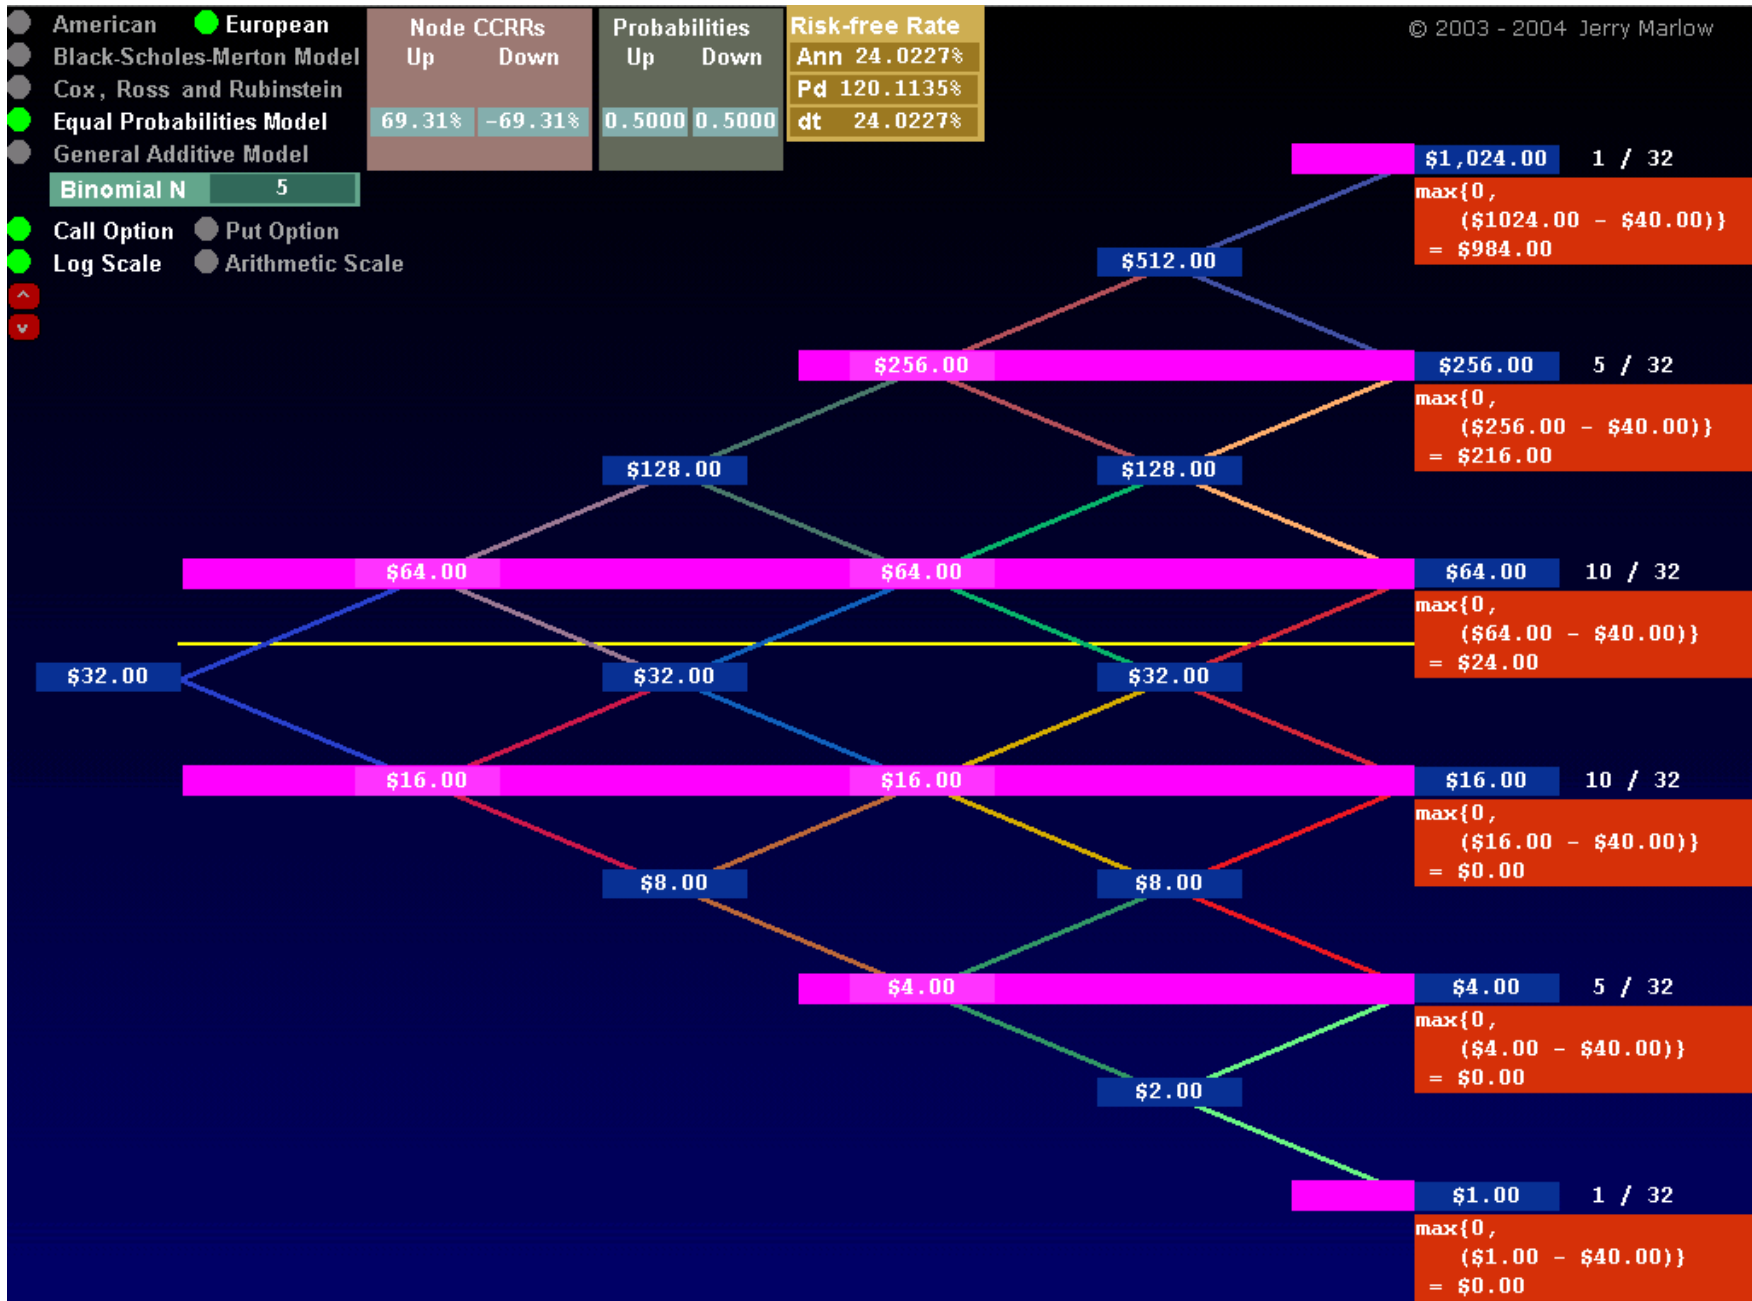 American European
Black-Scholes-Merton Model
Cox, Ross and Rubinstein
Equal Probabilities Model
General Additive Model
Binomial N 5
Call Option Put Option
Log Scale Arithmetic Scale
^
v
Node CCRRs
Up Down
69.31% -69.31%
Probabilities
Up Down
0.5000 0.5000
Risk-free Rate
Ann 24.0227%
Pd 120.1135%
dt 24.0227%
© 2003 - 2004 Jerry Marlow
$1,024.00 1 / 32
max{0,
($1024.00 - $40.00)}
= $984.00
$512.00
$256.00 $256.00 5 / 32
max{0,
($256.00 - $40.00)}
= $216.00
$128.00 $128.00
$64.00 $64.00 $64.00 10 / 32
max{0,
($64.00 - $40.00)}
= $24.00
$32.00 $32.00 $32.00
$16.00 $16.00 $16.00 10 / 32
max{0,
($16.00 - $40.00)}
= $0.00
$8.00 $8.00
$4.00 $4.00 5 / 32
max{0,
($4.00 - $40.00)}
= $0.00
$2.00
$1.00 1 / 32
max{0,
($1.00 - $40.00)}
= $0.00